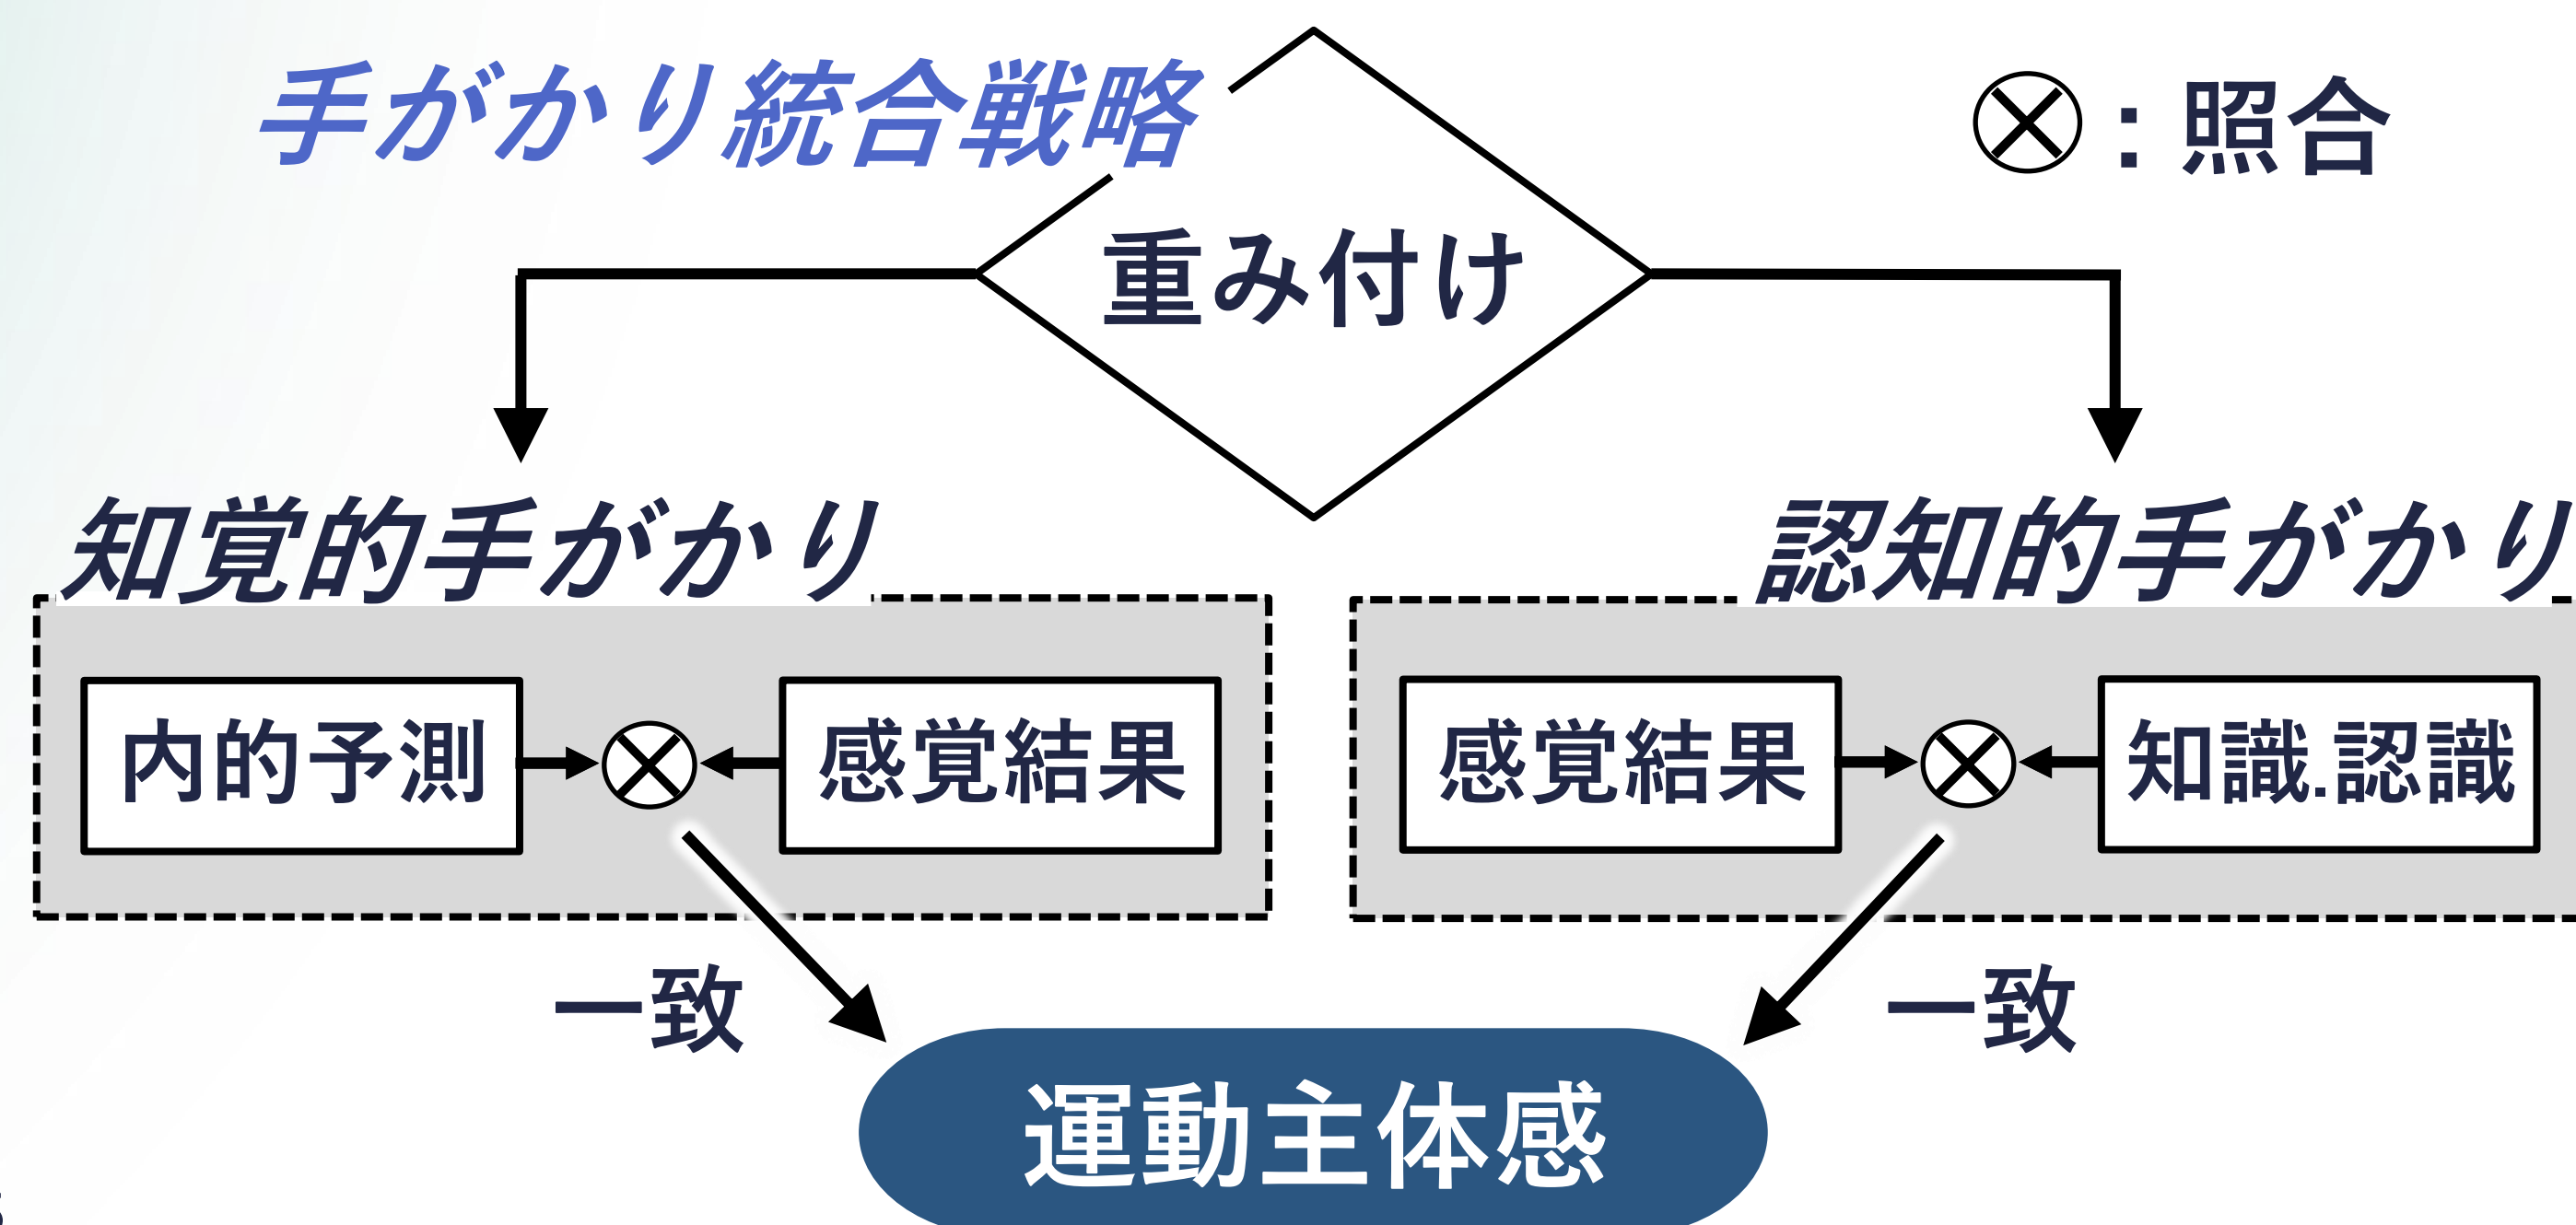 手がかり統合戦略
：照合
重み付け
知覚的手がかり
認知的手がかり
内的予測
感覚結果
感覚結果
知識.認識
一致
一致
運動主体感